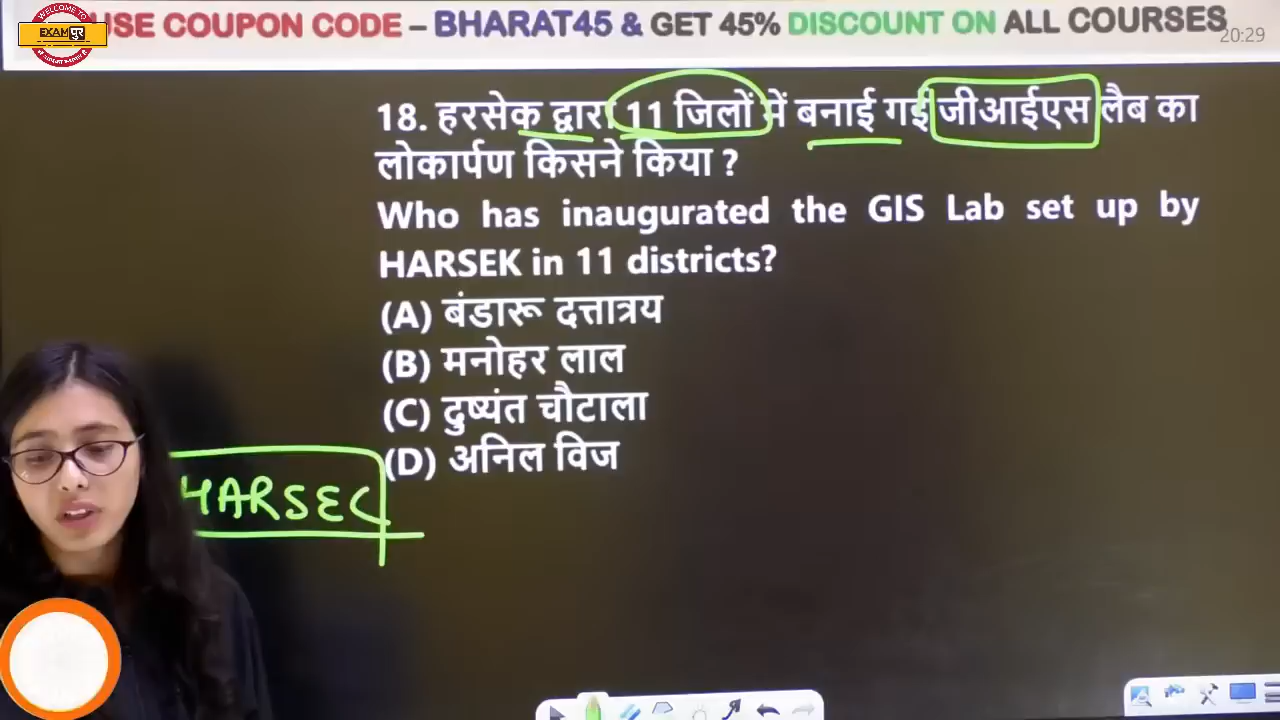 USE COUPON CODE – BHARAT45 & GET 45% DISCOUNT ON ALL COURSES
WELCOME TO
EXAM पुर
20:29
18. हरसेक द्वारा 11 जिलों में बनाई गई जीआईएस लैब का
लोकार्पण किसने किया ?
Who has inaugurated the GIS Lab set up by
HARSEK in 11 districts?
(A) बंडारू दत्तात्रय
(B) मनोहर लाल
(C) दुष्यंत चौटाला
(D) अनिल विज
HARSEC